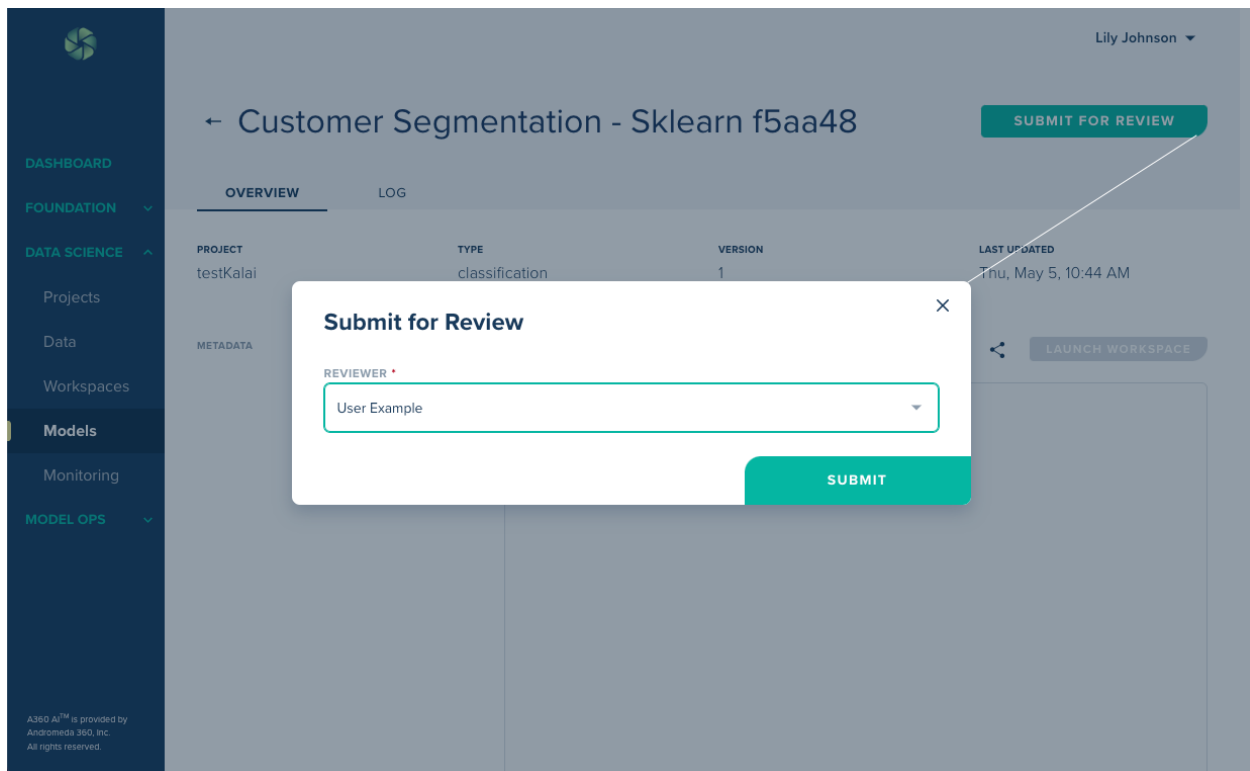 Lily Johnson
← Customer Segmentation - Sklearn f5aa48
SUBMIT FOR REVIEW
DASHBOARD
FOUNDATION
DATA SCIENCE
Projects
Data
Workspaces
Models
Monitoring
MODEL OPS
A360 AI™ is provided by
Andromeda 360, Inc.
All rights reserved.
OVERVIEW LOG
PROJECT TYPE VERSION LAST UPDATED
testKalai classification 1 Thu, May 5, 10:44 AM
METADATA
LAUNCH WORKSPACE
Submit for Review
REVIEWER *
User Example
SUBMIT